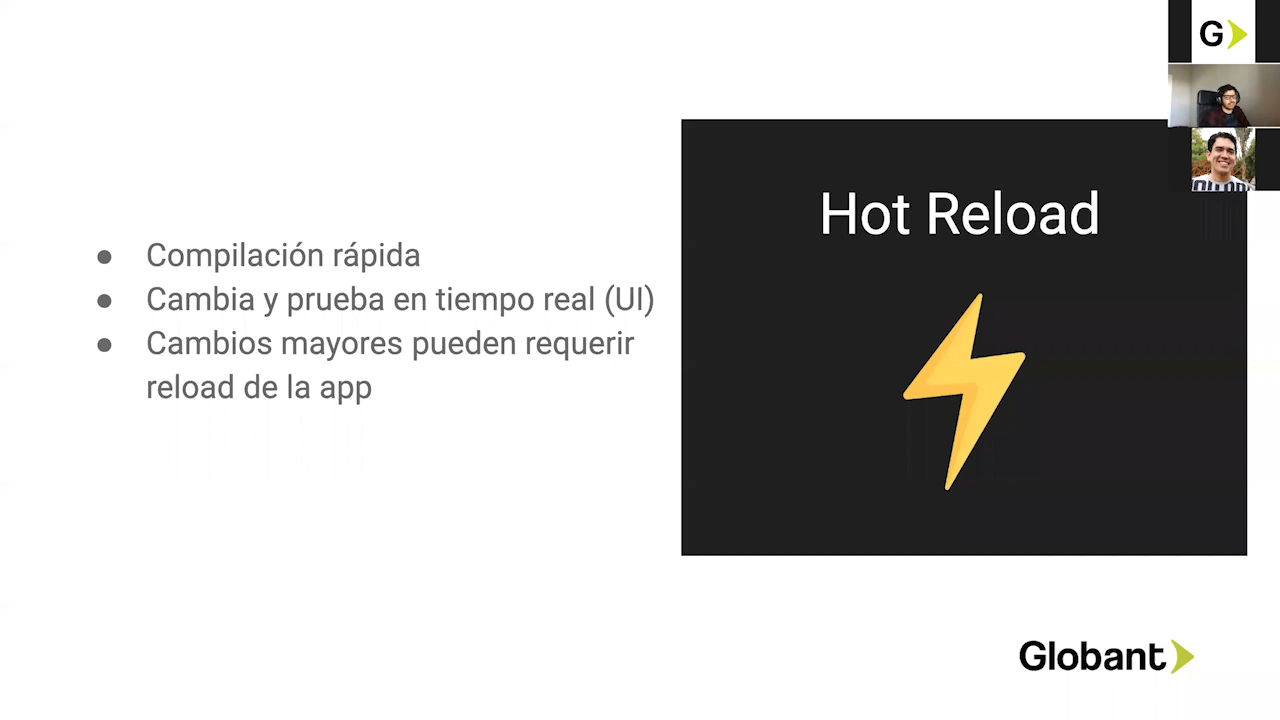 G
Hot Reload
● Compilación rápida
● Cambia y prueba en tiempo real (UI)
● Cambios mayores pueden requerir
reload de la app
Globant